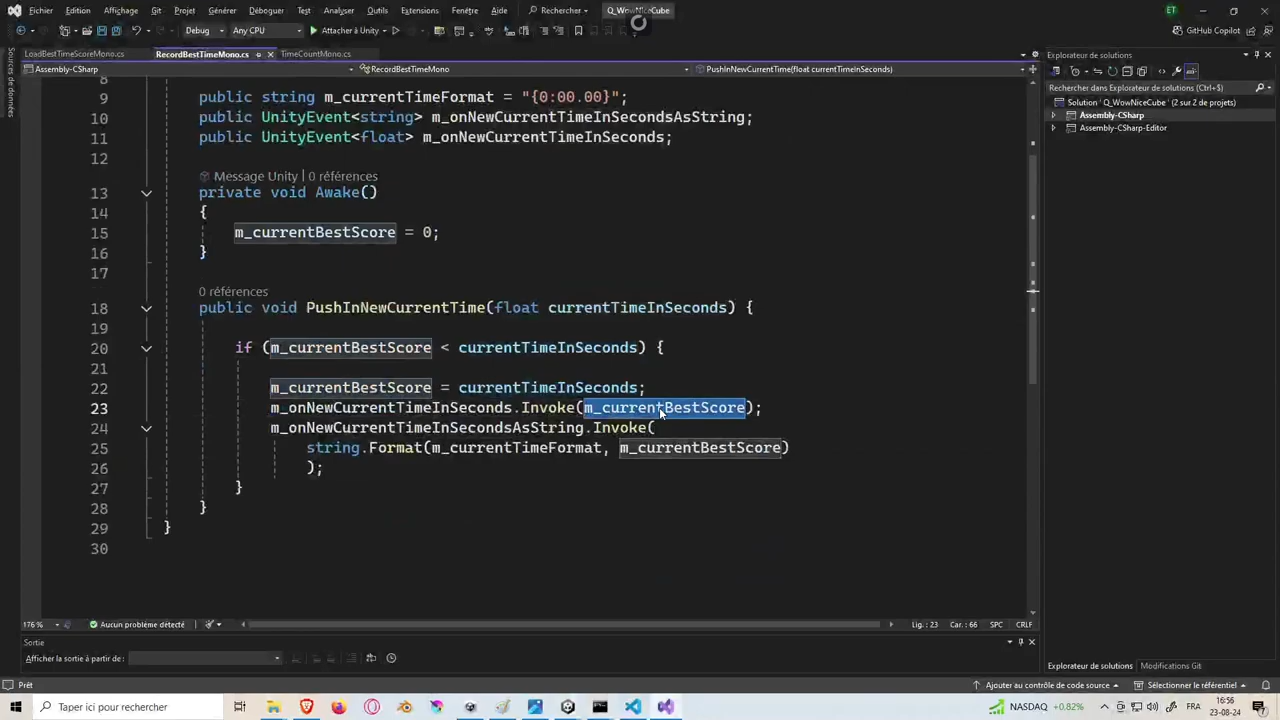 Fichier Edition Affichage Git Projet Générer Déboguer Test Analyser Outils Extensions Fenêtre Aide Rechercher Q_WowNiceCube ET
Debug Any CPU Attacher à Unity GitHub Copilot
LoadBestTimeScoreMono.cs RecordBestTimeMono.cs TimeCountMono.cs Explorateur de solutions
Assembly-CSharp RecordBestTimeMono PushInNewCurrentTime(float currentTimeInSeconds)
Sources de données
Rechercher dans Explorateur de solutions (Ctrl+$)
Solution "Q_WowNiceCube" (2 sur 2 de projets)
Assembly-CSharp
Assembly-CSharp-Editor
8
9 public string m_currentTimeFormat = "{0:00.00}";
10 public UnityEvent<string> m_onNewCurrentTimeInSecondsAsString;
11 public UnityEvent<float> m_onNewCurrentTimeInSeconds;
12
Message Unity | 0 références
13 private void Awake()
14 {
15 m_currentBestScore = 0;
16 }
17
0 références
18 public void PushInNewCurrentTime(float currentTimeInSeconds) {
19
20 if (m_currentBestScore < currentTimeInSeconds) {
21
22 m_currentBestScore = currentTimeInSeconds;
23 m_onNewCurrentTimeInSeconds.Invoke(m_currentBestScore);
24 m_onNewCurrentTimeInSecondsAsString.Invoke(
25 string.Format(m_currentTimeFormat, m_currentBestScore)
26 );
27 }
28 }
29 }
30
176 % Aucun problème détecté Lig. : 23 Car. : 66 SPC CRLF
Sortie
Afficher la sortie à partir de :
Explorateur de solutions Modifications Git
Prêt Ajouter au contrôle de code source Sélectionner le référentiel
Taper ici pour rechercher NASDAQ +0.82% FRA 16:56
23-08-24